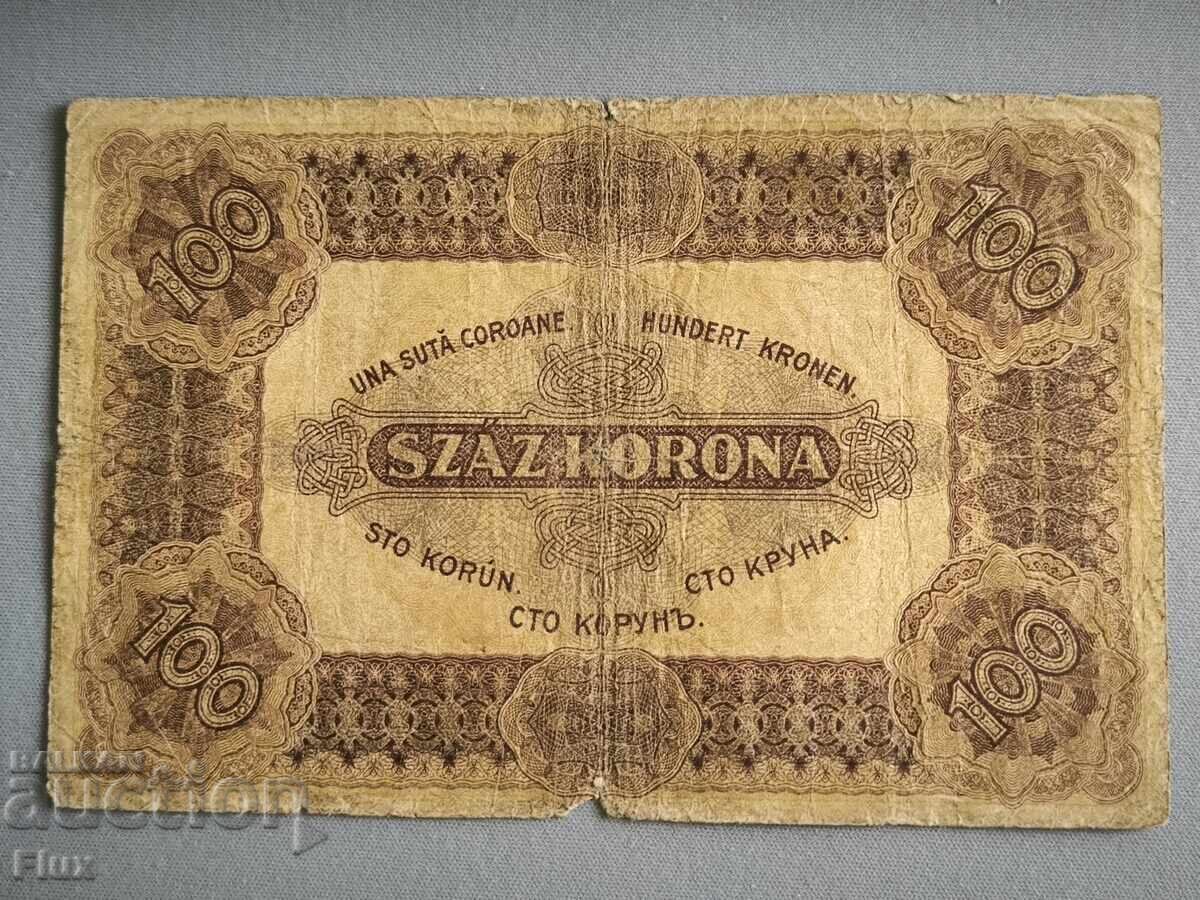 100
100
UNA SUTĂ COROANE.
HUNDERT KRONEN.
SZÁZ KORONA
STO KORÚN.
СТО КРУНА.
СТО КОРУНЪ.
100
100
BALKAN
auction
Flux